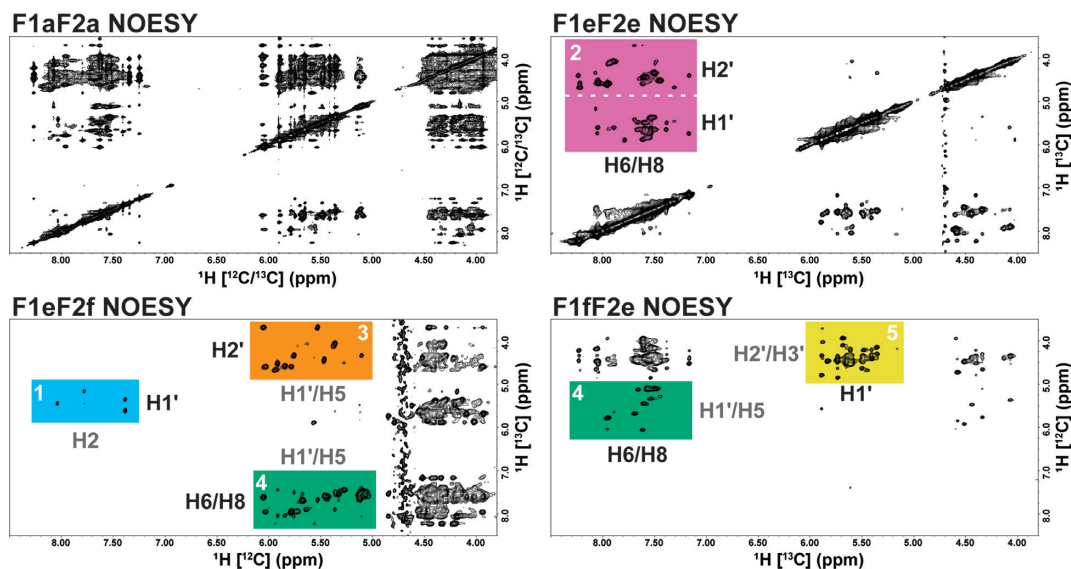 F1aF2a NOESY
4.0
5.0
6.0
7.0
8.0
¹H [¹²C/¹³C] (ppm)
8.00 7.50 7.00 6.50 6.00 5.50 5.00 4.50 4.00
¹H [¹²C/¹³C] (ppm)
F1eF2e NOESY
2
H2'
H1'
H6/H8
4.0
5.0
6.0
7.0
8.0
¹H [¹³C] (ppm)
8.00 7.50 7.00 6.50 6.00 5.50 5.00 4.50 4.00
¹H [¹³C] (ppm)
F1eF2f NOESY
H2'
3
H1'/H5
1
H1'
H2
H1'/H5
H6/H8
4
4.0
5.0
6.0
7.0
8.0
¹H [¹³C] (ppm)
8.00 7.50 7.00 6.50 6.00 5.50 5.00 4.50 4.00
¹H [¹²C] (ppm)
F1fF2e NOESY
H2'/H3'
5
H1'
4
H1'/H5
H6/H8
4.0
5.0
6.0
7.0
8.0
¹H [¹²C] (ppm)
8.00 7.50 7.00 6.50 6.00 5.50 5.00 4.50 4.00
¹H [¹³C] (ppm)